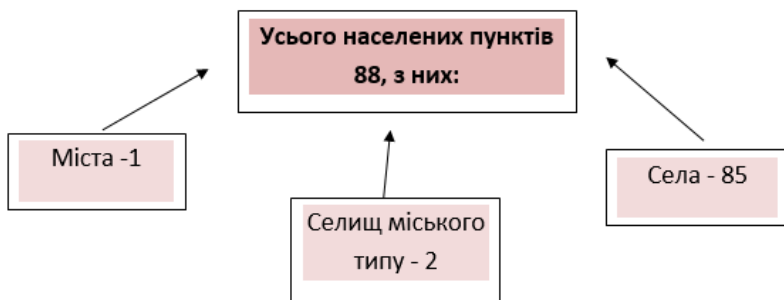 Усього населених пунктів
88, з них:
Міста -1
Селищ міського
типу - 2
Села - 85